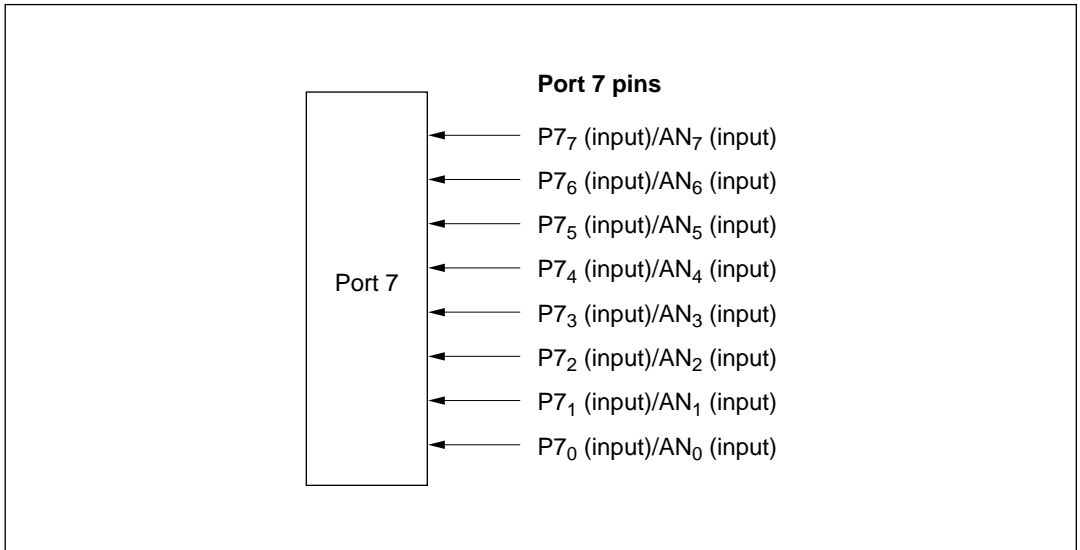 Port 7 pins
P7₇ (input)/AN₇ (input)
P7₆ (input)/AN₆ (input)
P7₅ (input)/AN₅ (input)
P7₄ (input)/AN₄ (input)
Port 7
P7₃ (input)/AN₃ (input)
P7₂ (input)/AN₂ (input)
P7₁ (input)/AN₁ (input)
P7₀ (input)/AN₀ (input)